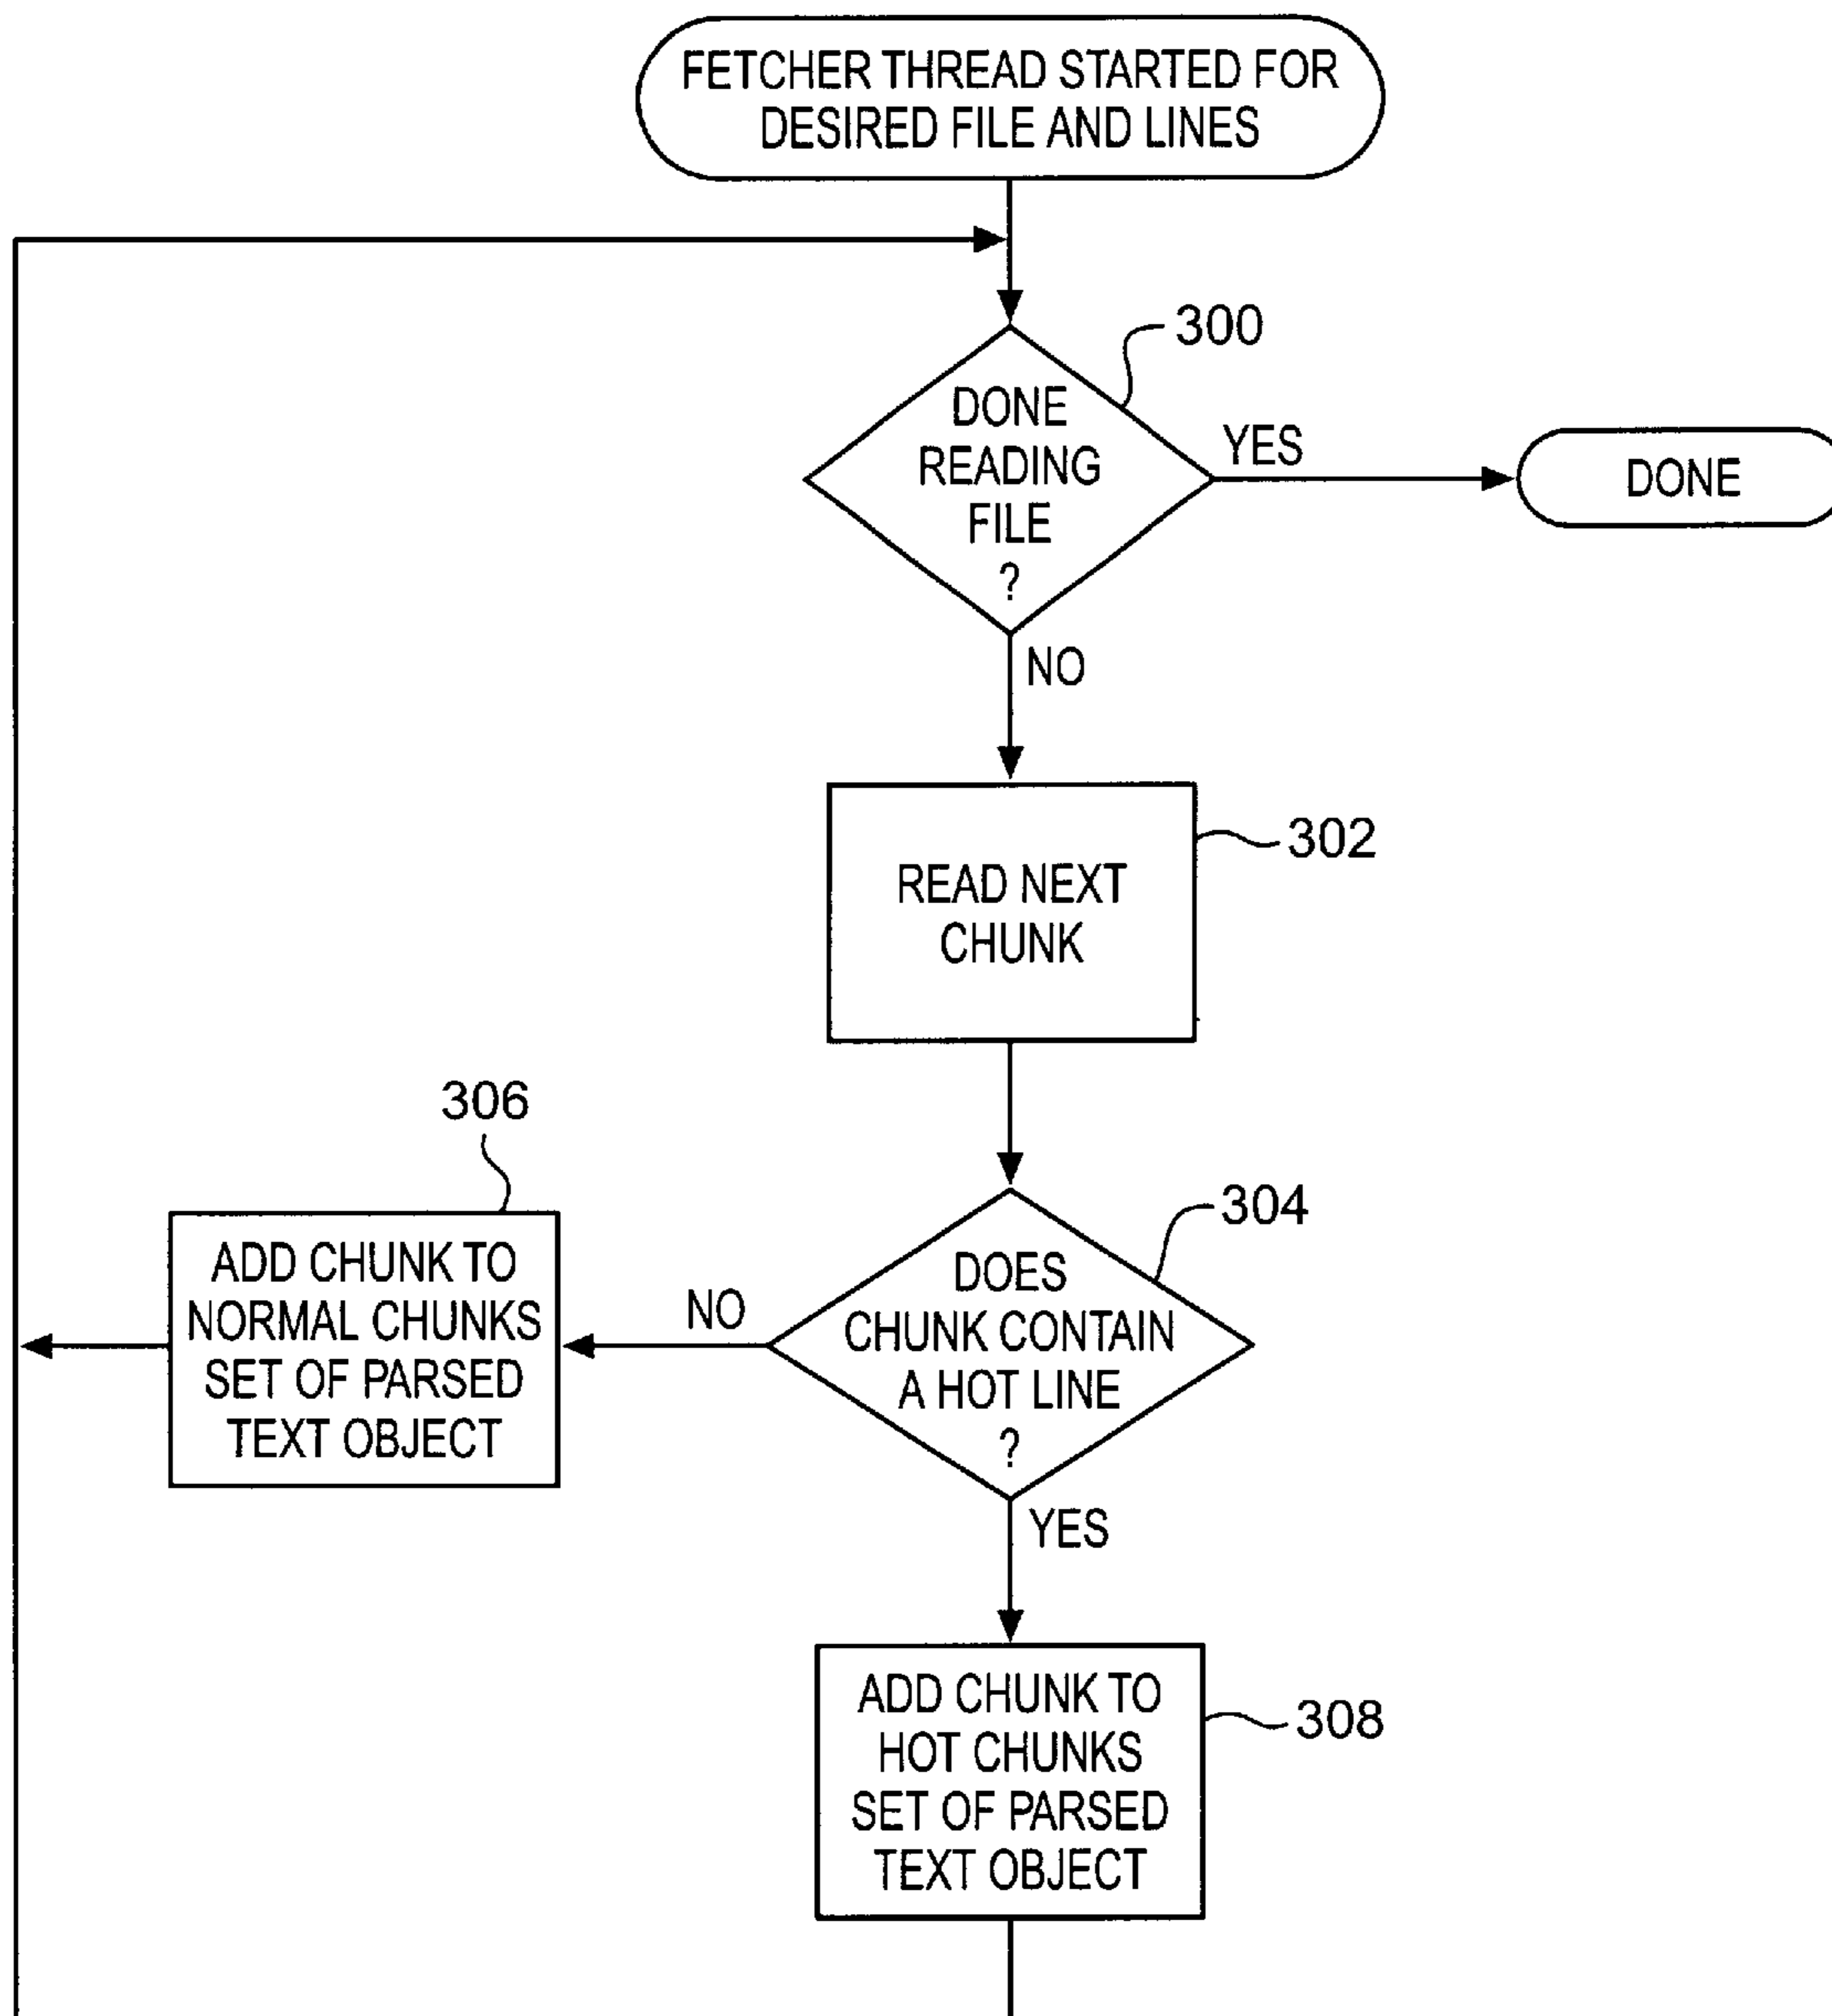 FETCHER THREAD STARTED FOR
DESIRED FILE AND LINES
300
DONE
READING
FILE
?
YES
DONE
NO
READ NEXT
CHUNK
302
306
304
ADD CHUNK TO
NORMAL CHUNKS
SET OF PARSED
TEXT OBJECT
NO
DOES
CHUNK CONTAIN
A HOT LINE
?
YES
ADD CHUNK TO
HOT CHUNKS
SET OF PARSED
TEXT OBJECT
308